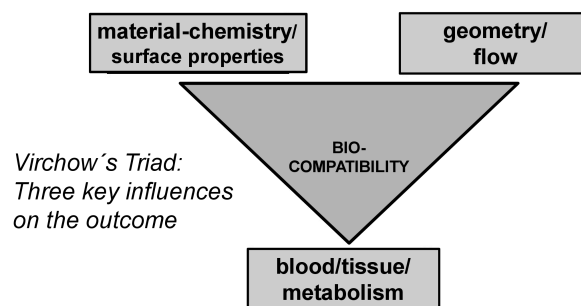 material-chemistry/
surface properties
geometry/
flow
BIO-
COMPATIBILITY
Virchow´s Triad:
Three key influences
on the outcome
blood/tissue/
metabolism